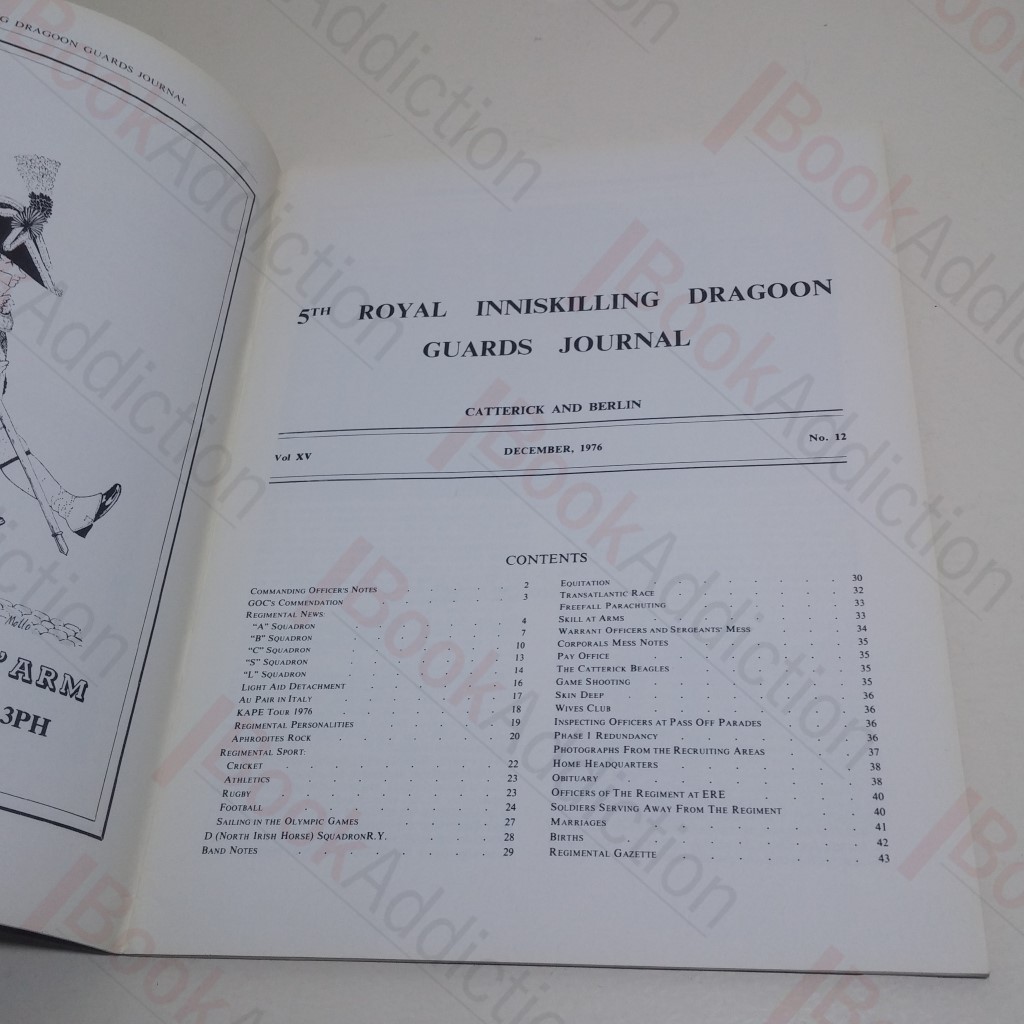 NG DRAGOON GUARDS JOURNAL
Mello
'ARM
3PH
5TH ROYAL INNISKILLING DRAGOON
GUARDS JOURNAL
CATTERICK AND BERLIN
Vol XV DECEMBER, 1976 No. 12
CONTENTS
COMMANDING OFFICER'S NOTES . . . . . 2
GOC'S COMMENDATION . . . . . 3
REGIMENTAL NEWS:
"A" SQUADRON . . . . . 4
"B" SQUADRON . . . . . 7
"C" SQUADRON . . . . . 10
"S" SQUADRON . . . . . 13
"L" SQUADRON . . . . . 14
LIGHT AID DETACHMENT . . . . . 16
AU PAIR IN ITALY . . . . . 17
KAPE TOUR 1976 . . . . . 18
REGIMENTAL PERSONALITIES . . . . . 19
APHRODITES ROCK . . . . . 20
REGIMENTAL SPORT:
CRICKET . . . . . 22
ATHLETICS . . . . . 23
RUGBY . . . . . 23
FOOTBALL . . . . . 24
SAILING IN THE OLYMPIC GAMES . . . . . 27
D (NORTH IRISH HORSE) SQUADRON R.Y. . . . . . 28
BAND NOTES . . . . . 29
EQUITATION . . . . . 30
TRANSATLANTIC RACE . . . . . 32
FREEFALL PARACHUTING . . . . . 33
SKILL AT ARMS . . . . . 33
WARRANT OFFICERS AND SERGEANTS' MESS . . . 34
CORPORALS MESS NOTES . . . . . 35
PAY OFFICE . . . . . 35
THE CATTERICK BEAGLES . . . . . 35
GAME SHOOTING . . . . . 35
SKIN DEEP . . . . . 36
WIVES CLUB . . . . . 36
INSPECTING OFFICERS AT PASS OFF PARADES . . . 36
PHASE 1 REDUNDANCY . . . . . 36
PHOTOGRAPHS FROM THE RECRUITING AREAS . . . 37
HOME HEADQUARTERS . . . . . 38
OBITUARY . . . . . 38
OFFICERS OF THE REGIMENT AT ERE . . . . 40
SOLDIERS SERVING AWAY FROM THE REGIMENT . . . 40
MARRIAGES . . . . . 41
BIRTHS . . . . . 42
REGIMENTAL GAZETTE . . . . . 43
BookAddiction